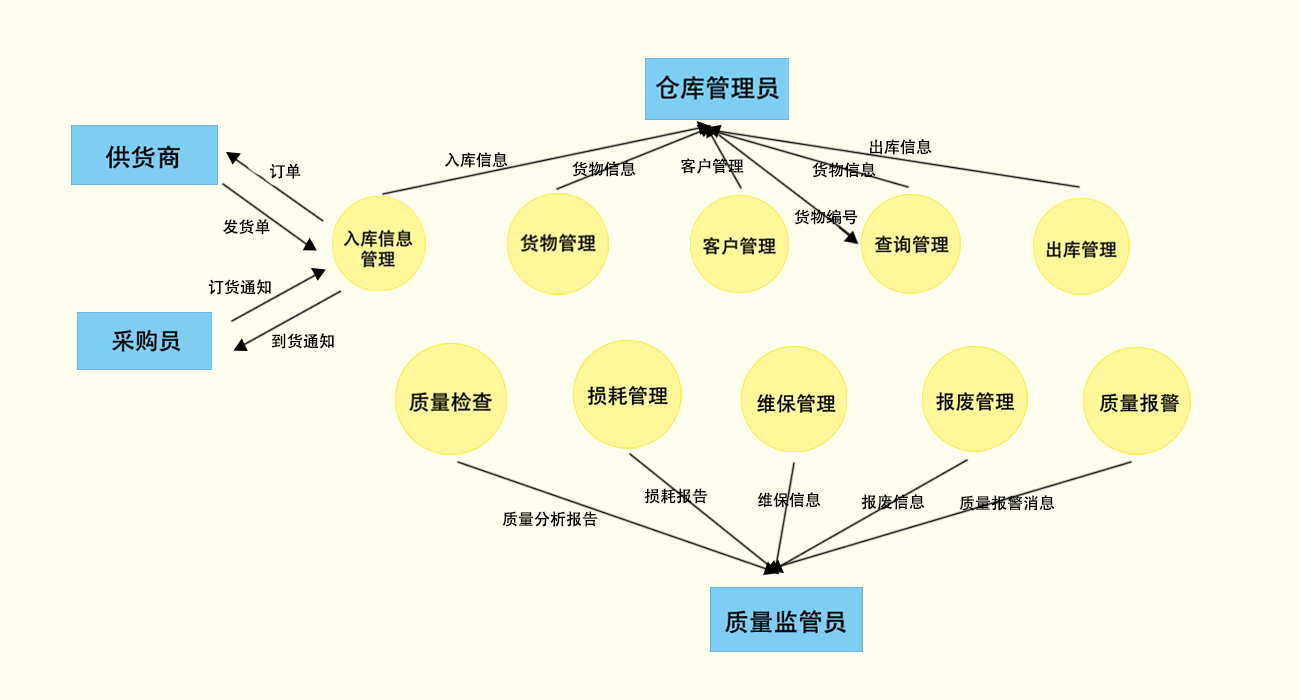 仓库管理员
供货商
订单
发货单
入库信息
货物信息
客户管理
货物信息
出库信息
货物编号
入库信息
管理
货物管理
客户管理
查询管理
出库管理
订货通知
采购员
到货通知
质量检查
损耗管理
维保管理
报废管理
质量报警
质量分析报告
损耗报告
维保信息
报废信息
质量报警消息
质量监管员